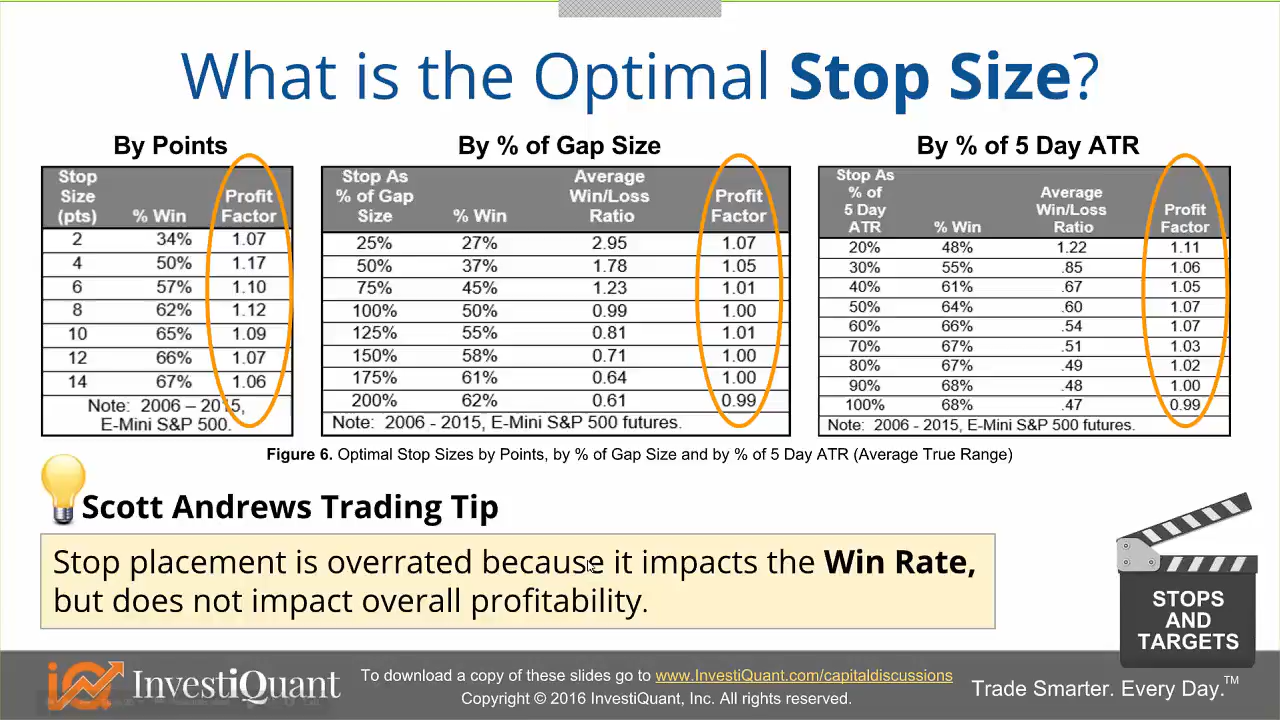 What is the Optimal Stop Size?
By Points
Stop Size (pts) % Win Profit Factor
2 34% 1.07
4 50% 1.17
6 57% 1.10
8 62% 1.12
10 65% 1.09
12 66% 1.07
14 67% 1.06
Note: 2006 – 2015,
E-Mini S&P 500.
By % of Gap Size
Stop As % of Gap Size % Win Average Win/Loss Ratio Profit Factor
25% 27% 2.95 1.07
50% 37% 1.78 1.05
75% 45% 1.23 1.01
100% 50% 0.99 1.00
125% 55% 0.81 1.01
150% 58% 0.71 1.00
175% 61% 0.64 1.00
200% 62% 0.61 0.99
Note: 2006 - 2015, E-Mini S&P 500 futures.
By % of 5 Day ATR
Stop As % of 5 Day ATR % Win Average Win/Loss Ratio Profit Factor
20% 48% 1.22 1.11
30% 55% .85 1.06
40% 61% .67 1.05
50% 64% .60 1.07
60% 66% .54 1.07
70% 67% .51 1.03
80% 67% .49 1.02
90% 68% .48 1.00
100% 68% .47 0.99
Note: 2006 - 2015, E-Mini S&P 500 futures.
Figure 6. Optimal Stop Sizes by Points, by % of Gap Size and by % of 5 Day ATR (Average True Range)
Scott Andrews Trading Tip
Stop placement is overrated because it impacts the Win Rate,
but does not impact overall profitability.
STOPS
AND
TARGETS
InvestiQuant
To download a copy of these slides go to www.InvestiQuant.com/capitaldiscussions
Copyright © 2016 InvestiQuant, Inc. All rights reserved.
Trade Smarter. Every Day.™